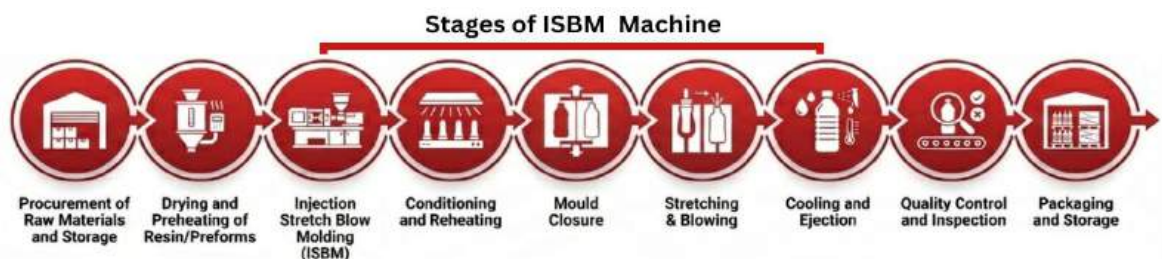 Stages of ISBM Machine
Procurement of
Raw Materials
and Storage
Drying and
Preheating of
Resin/Preforms
Injection
Stretch Blow
Molding
(ISBM)
Conditioning
and Reheating
Mould
Closure
Stretching
& Blowing
Cooling and
Ejection
Quality Control
and Inspection
Packaging
and Storage